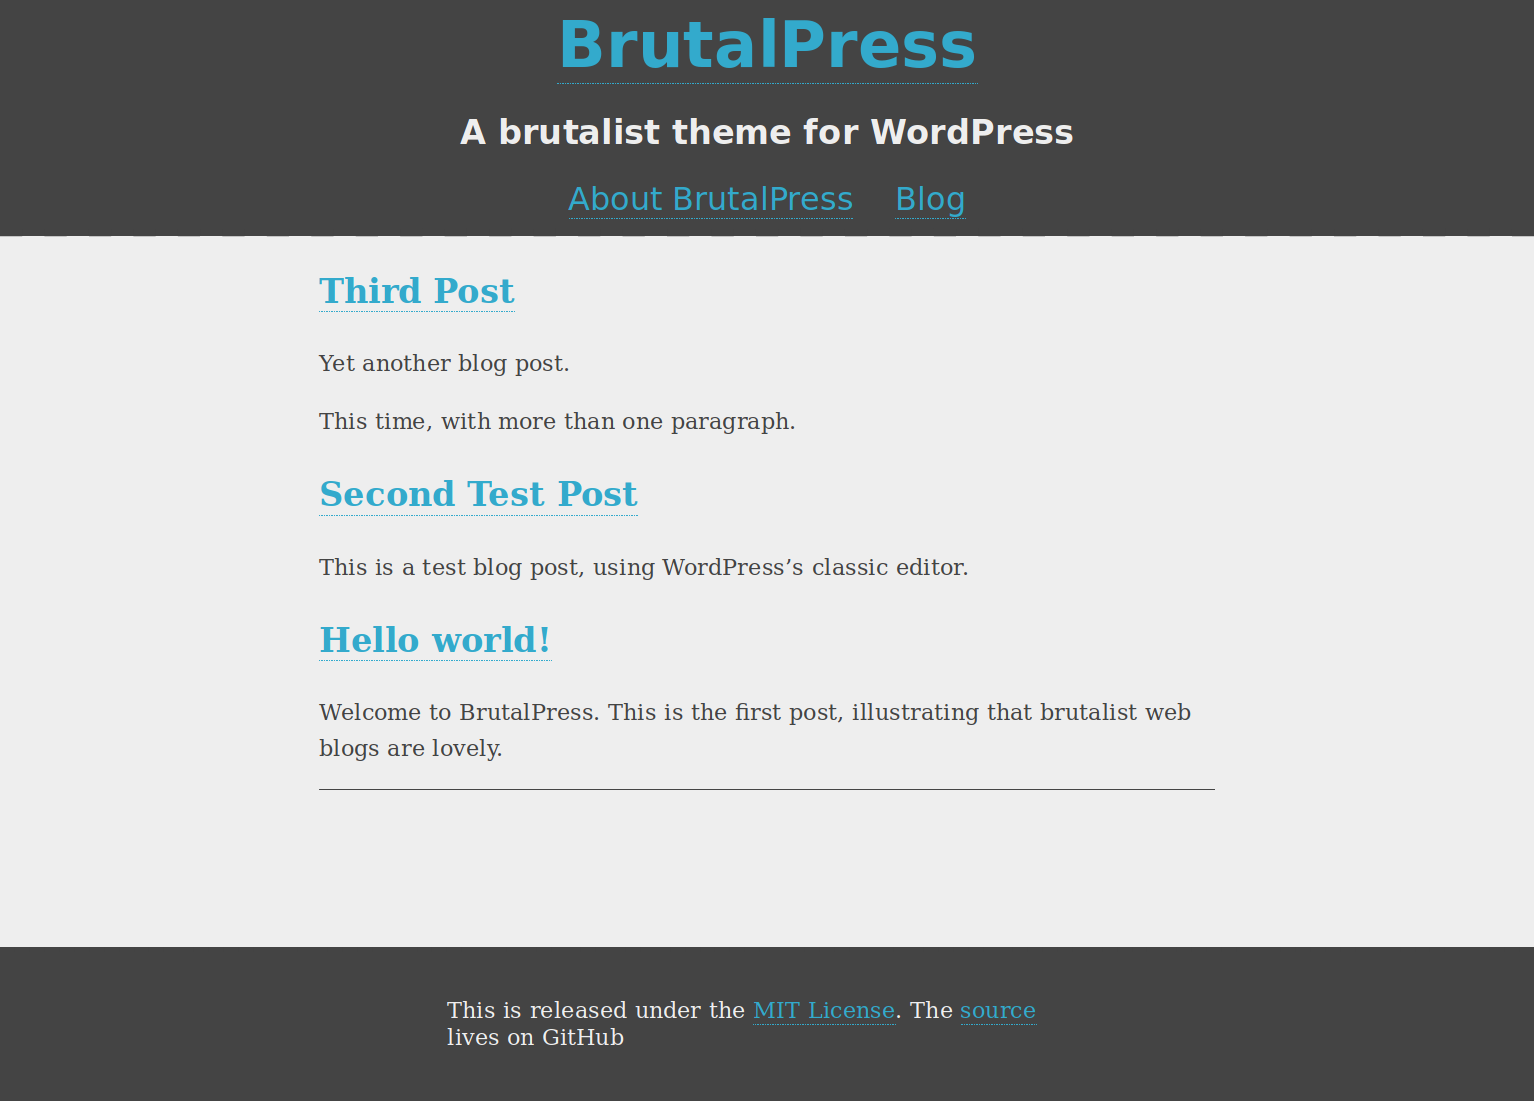 BrutalPress
A brutalist theme for WordPress
About BrutalPress Blog
Third Post
Yet another blog post.
This time, with more than one paragraph.
Second Test Post
This is a test blog post, using WordPress’s classic editor.
Hello world!
Welcome to BrutalPress. This is the first post, illustrating that brutalist web
blogs are lovely.
This is released under the MIT License. The source
lives on GitHub